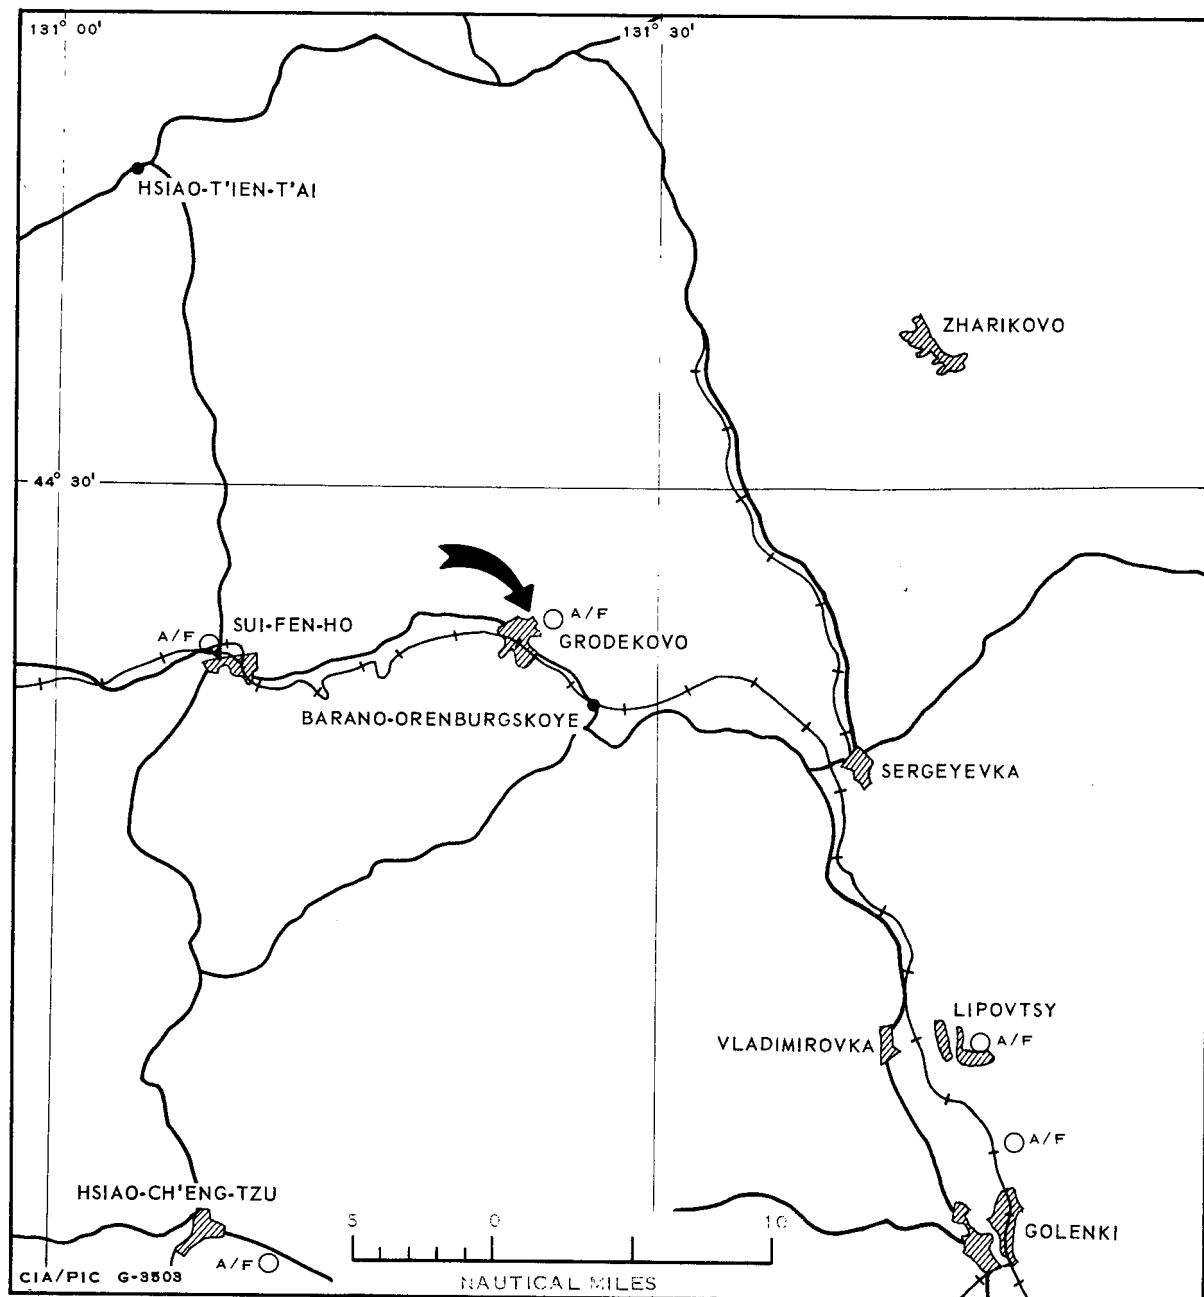 131° 00'
131° 30'
HSIAO-T'IEN-T'AI
ZHARIKOVO
44° 30'
A/F
SUI-FEN-HO
A/F
GRODEKOVO
BARANO-ORENBURGSKOYE
SERGEYEVKA
LIPOVTSY
VLADIMIROVKA
A/F
A/F
HSIAO-CH'ENG-TZU
5 0 10
GOLENKI
A/F
CIA/PIC G-3503
NAUTICAL MILES